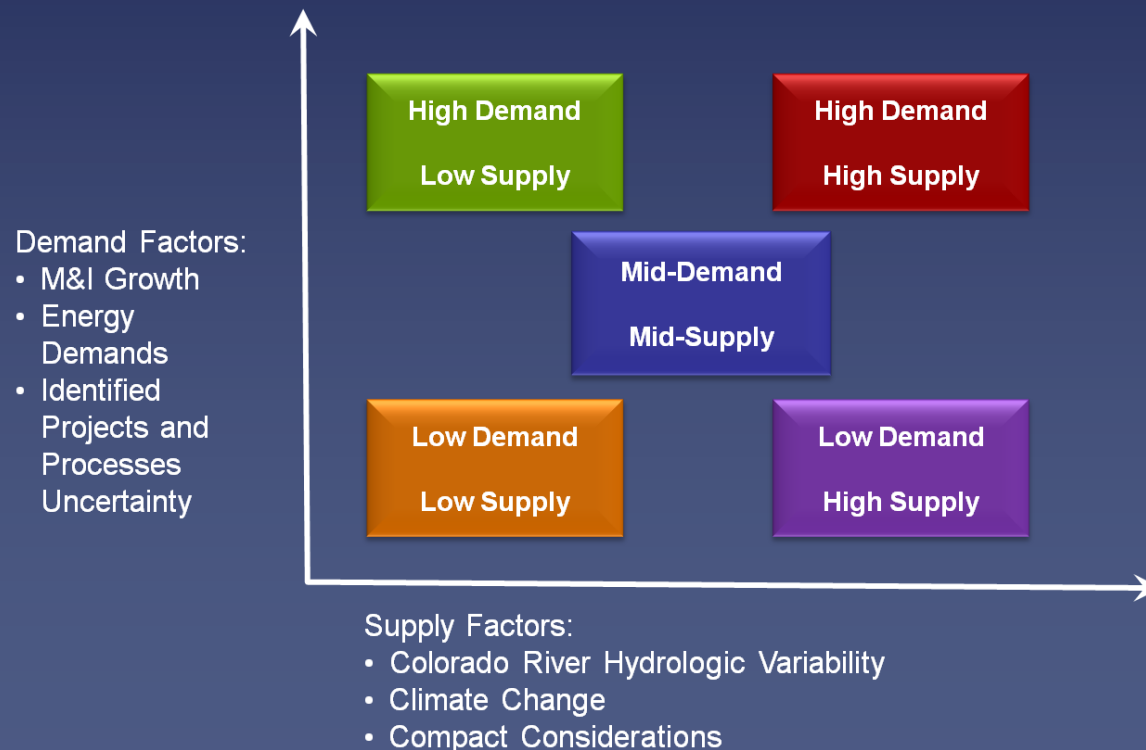 High Demand
Low Supply
High Demand
High Supply
Mid-Demand
Mid-Supply
Low Demand
Low Supply
Low Demand
High Supply
Demand Factors:
• M&I Growth
• Energy
Demands
• Identified
Projects and
Processes
Uncertainty
Supply Factors:
• Colorado River Hydrologic Variability
• Climate Change
• Compact Considerations